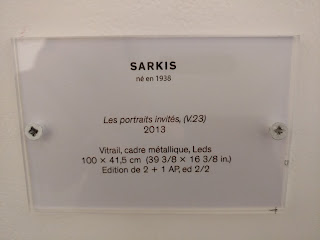 SARKIS
né en 1938
Les portraits invités, (V.23)
2013
Vitrail, cadre métallique, Leds
100 × 41,5 cm (39 3/8 × 16 3/8 in.)
Edition de 2 + 1 AP, ed 2/2